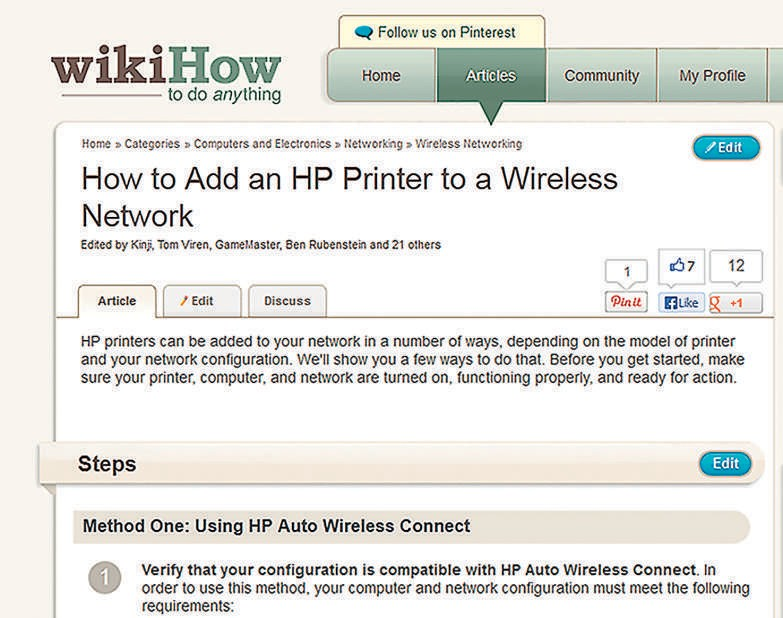 Follow us on Pinterest
wikiHow
to do anything
Home Articles Community My Profile
Home » Categories » Computers and Electronics » Networking » Wireless Networking
Edit
How to Add an HP Printer to a Wireless
Network
Edited by Kinji, Tom Viren, GameMaster, Ben Rubenstein and 21 others
1 7 12
Pinit Like +1
Article Edit Discuss
HP printers can be added to your network in a number of ways, depending on the model of printer
and your network configuration. We'll show you a few ways to do that. Before you get started, make
sure your printer, computer, and network are turned on, functioning properly, and ready for action.
Steps Edit
Method One: Using HP Auto Wireless Connect
1 Verify that your configuration is compatible with HP Auto Wireless Connect. In
order to use this method, your computer and network configuration must meet the following
requirements: